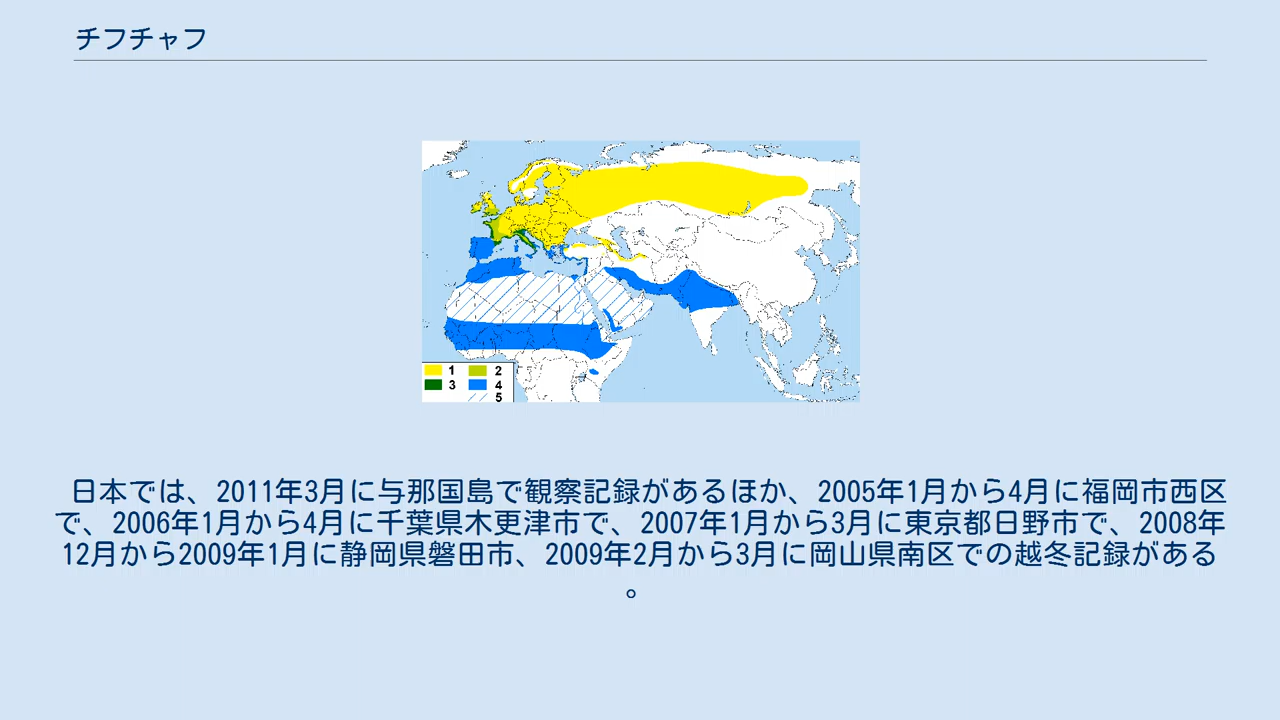 チフチャフ
1 2
3 4
5
日本では、2011年3月に与那国島で観察記録があるほか、2005年1月から4月に福岡市西区
で、2006年1月から4月に千葉県木更津市で、2007年1月から3月に東京都日野市で、2008年
12月から2009年1月に静岡県磐田市、2009年2月から3月に岡山県南区での越冬記録がある
。